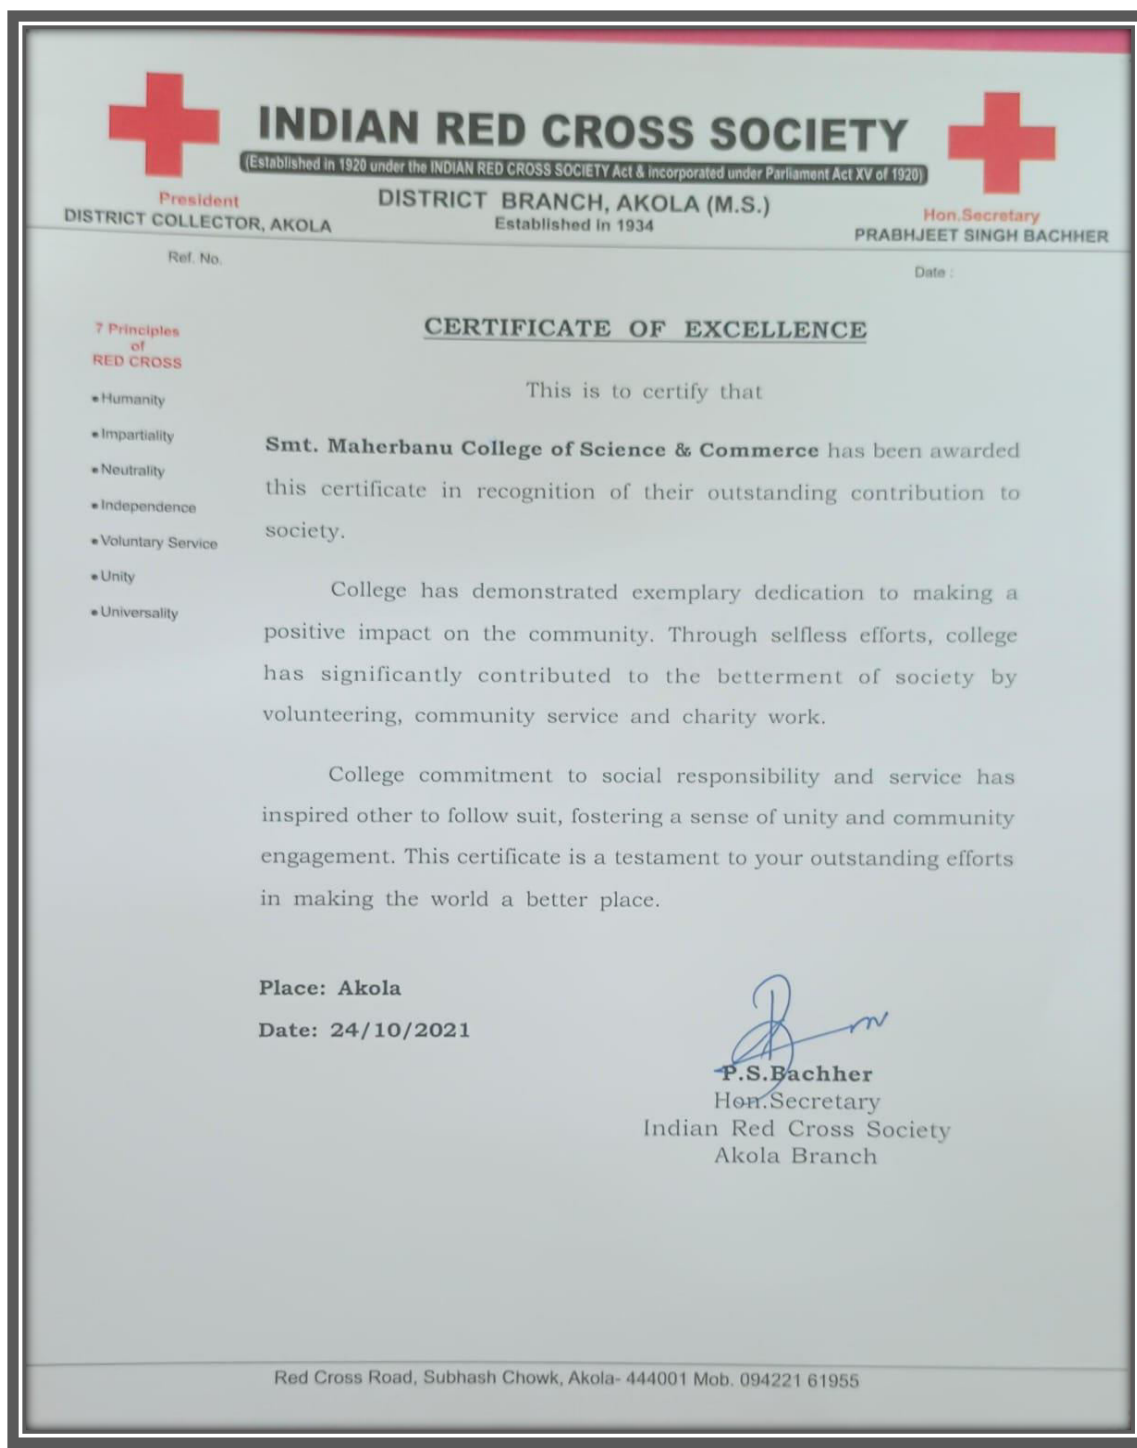 INDIAN RED CROSS SOCIETY
(Established in 1920 under the INDIAN RED CROSS SOCIETY Act & incorporated under Parliament Act XV of 1920)
President
DISTRICT COLLECTOR, AKOLA
DISTRICT BRANCH, AKOLA (M.S.)
Established in 1934
Hon.Secretary
PRABHJEET SINGH BACHHER
Ref. No.
Date :
7 Principles
of
RED CROSS
•Humanity
•Impartiality
•Neutrality
•Independence
•Voluntary Service
•Unity
•Universality
CERTIFICATE OF EXCELLENCE
This is to certify that
Smt. Maherbanu College of Science & Commerce has been awarded
this certificate in recognition of their outstanding contribution to
society.
College has demonstrated exemplary dedication to making a
positive impact on the community. Through selfless efforts, college
has significantly contributed to the betterment of society by
volunteering, community service and charity work.
College commitment to social responsibility and service has
inspired other to follow suit, fostering a sense of unity and community
engagement. This certificate is a testament to your outstanding efforts
in making the world a better place.
Place: Akola
Date: 24/10/2021
P.S.Bachher
Hon.Secretary
Indian Red Cross Society
Akola Branch
Red Cross Road, Subhash Chowk, Akola- 444001 Mob. 094221 61955